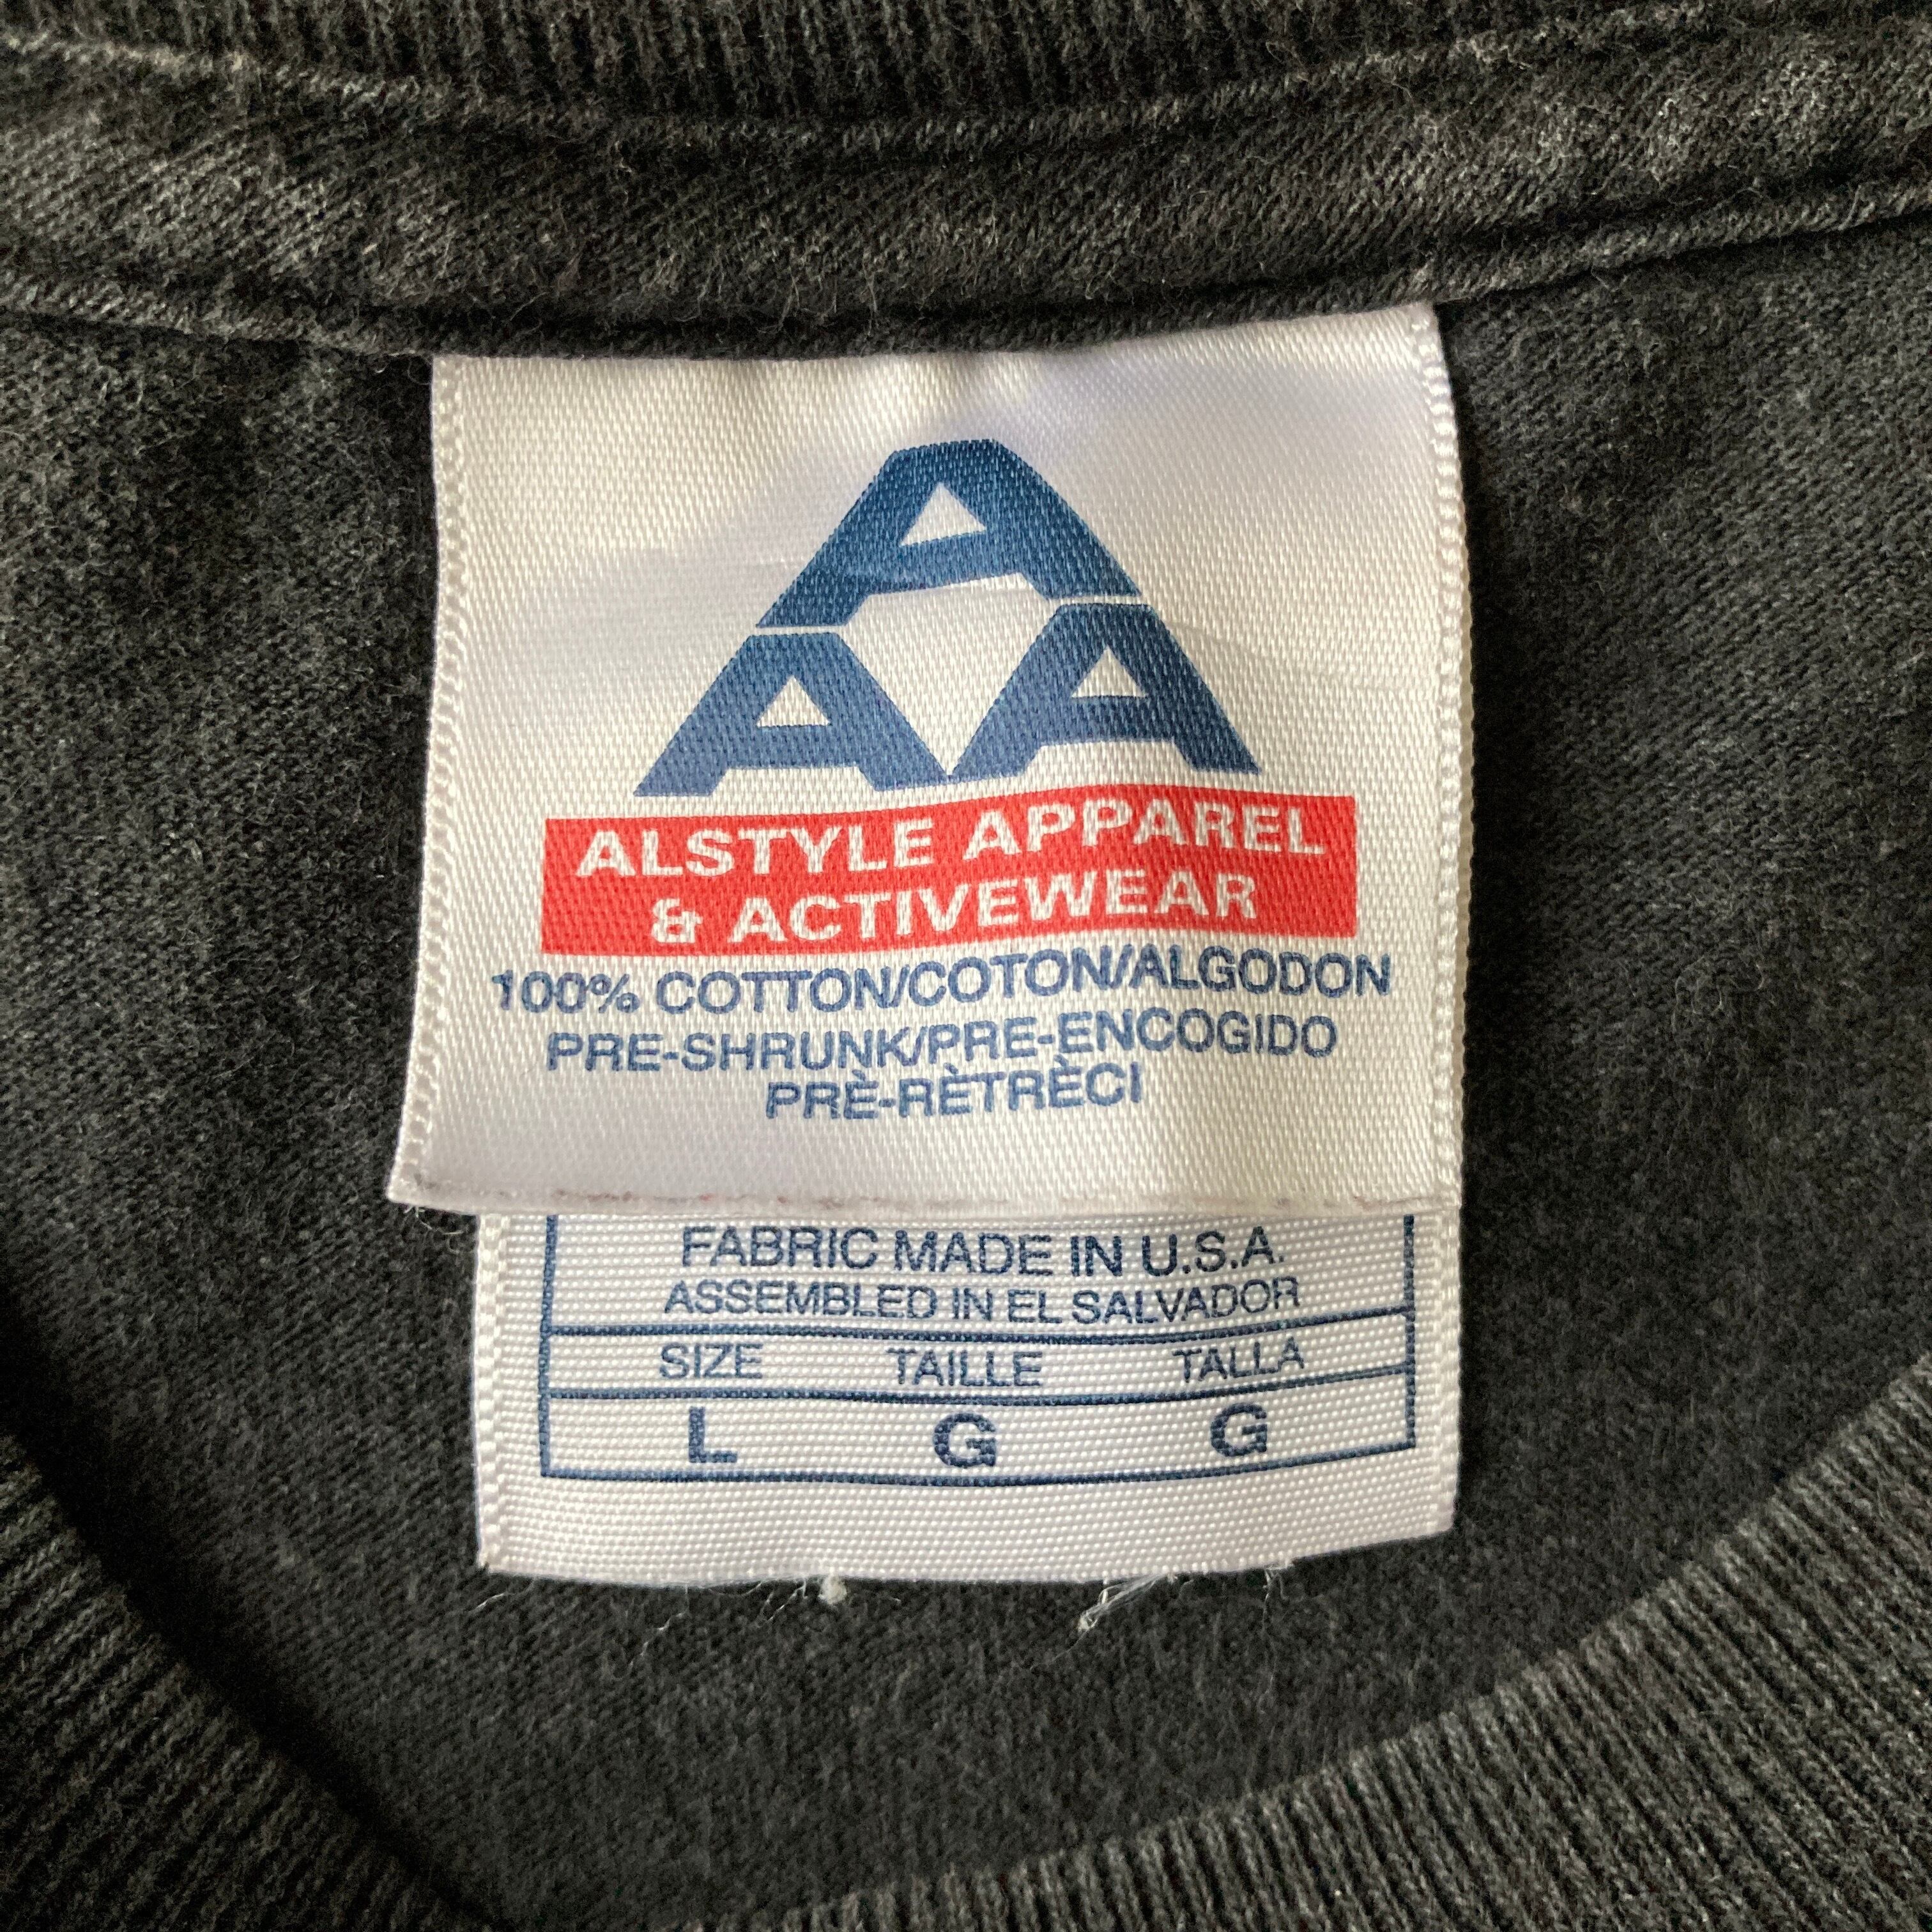 A
A A
ALSTYLE APPAREL
& ACTIVEWEAR
100% COTTON/COTON/ALGODON
PRE-SHRUNK/PRE-ENCOGIDO
PRÈ-RÈTRÈCI
FABRIC MADE IN U.S.A.
ASSEMBLED IN EL SALVADOR
SIZE TAILLE TALLA
L G G